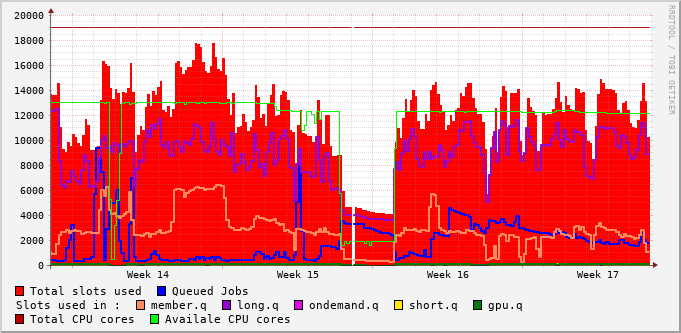 20000
18000
16000
14000
12000
10000
8000
6000
4000
2000
0
Week 14 Week 15 Week 16 Week 17
Total slots used Queued Jobs
Slots used in : member.q long.q ondemand.q short.q gpu.q
Total CPU cores Availale CPU cores
RRDTOOL / TOBI OETIKER